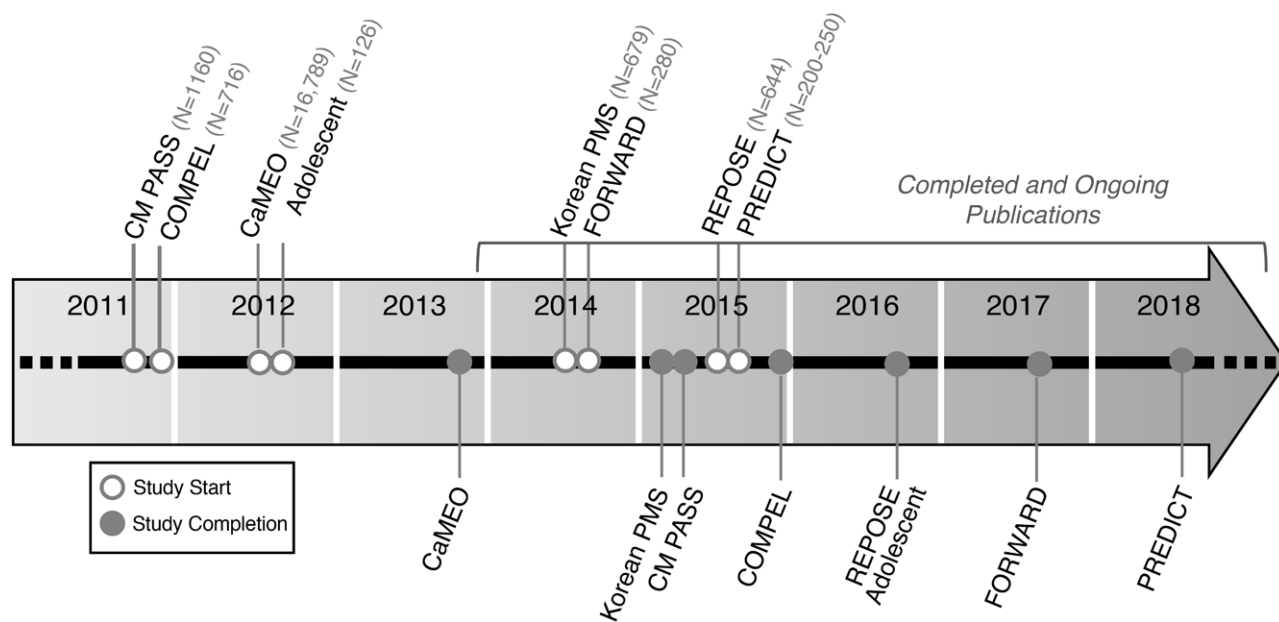 CM PASS (N=1160)
COMPEL (N=716)
CaMEO (N=16,789)
Adolescent (N=126)
Korean PMS (N=679)
FORWARD (N=280)
REPOSE (N=644)
PREDICT (N=200-250)
Completed and Ongoing
Publications
2011
2012
2013
2014
2015
2016
2017
2018
Study Start
Study Completion
CaMEO
Korean PMS
CM PASS
COMPEL
REPOSE
Adolescent
FORWARD
PREDICT